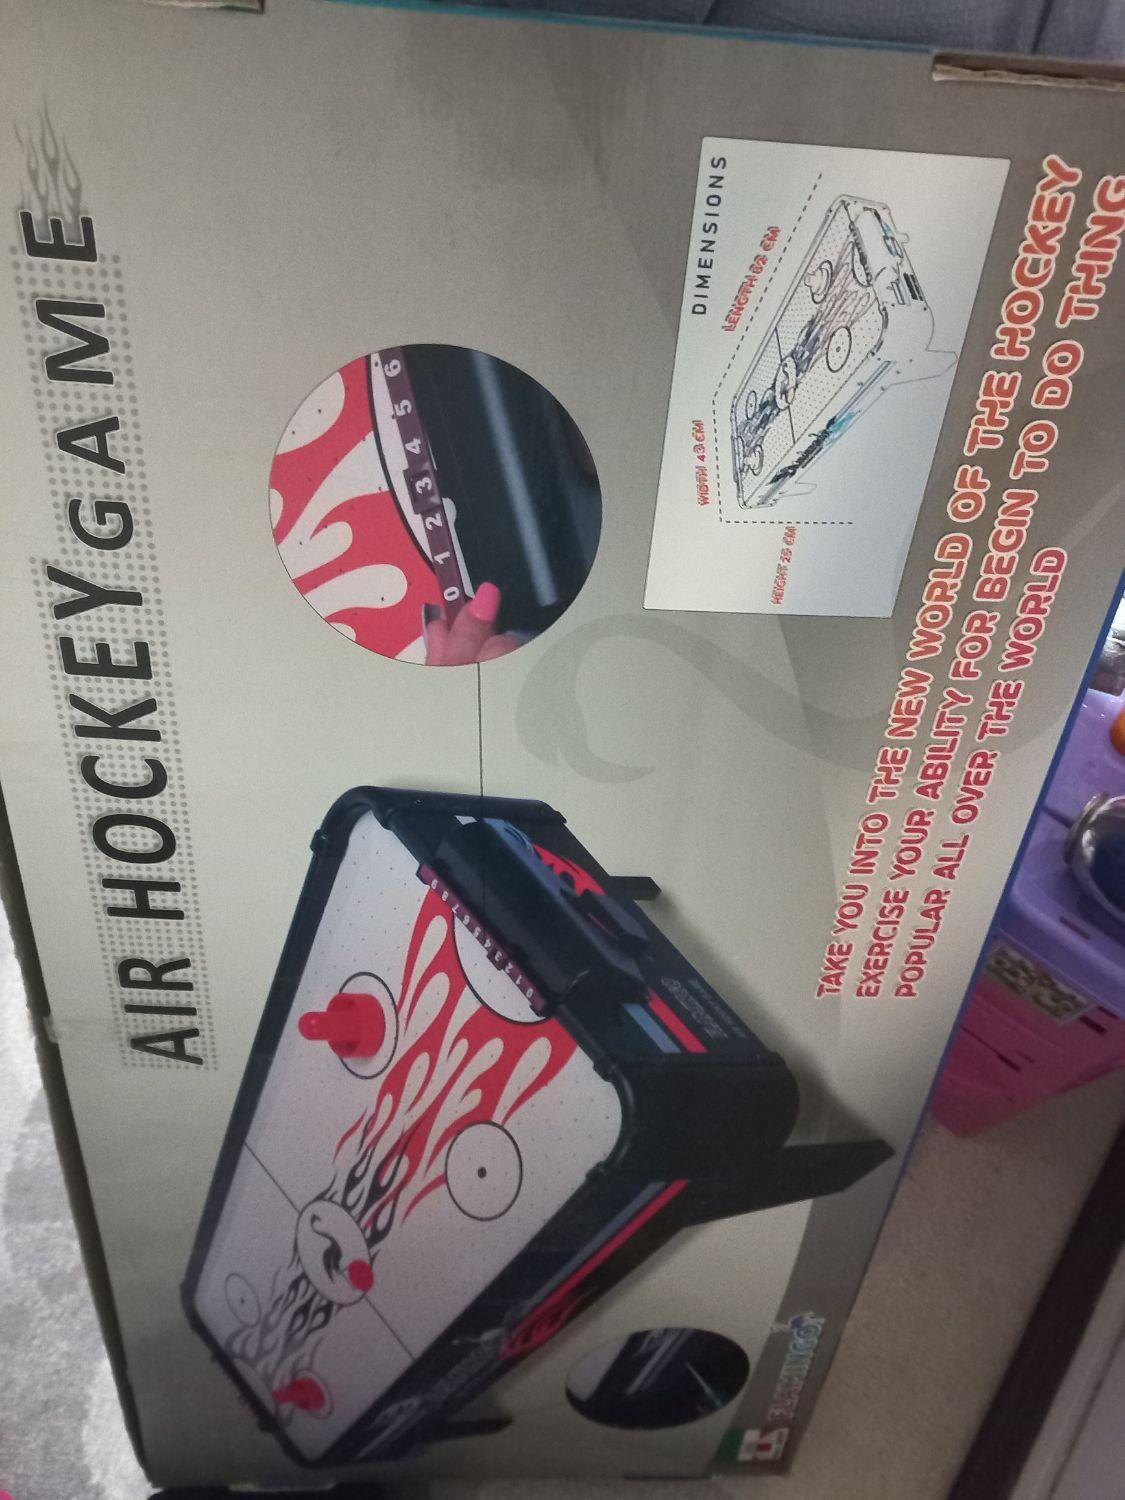 AIR HOCKEY GAME
0 1 2 3 4 5 6
DIMENSIONS
LENGTH 82 CM
WIDTH 43 CM
HEIGHT 25 CM
TAKE YOU INTO THE NEW WORLD OF THE HOCKEY
EXERCISE YOUR ABILITY FOR BEGIN TO DO THING
POPULAR ALL OVER THE WORLD
FLAMINGO